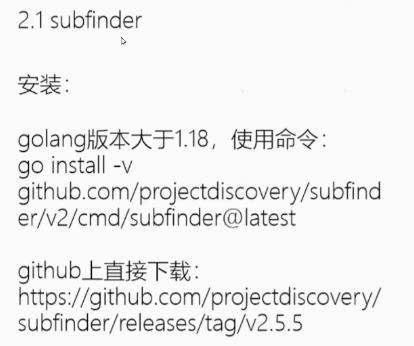 2.1 subfinder
安装：
golang版本大于1.18，使用命令：
go install -v
github.com/projectdiscovery/subfind
er/v2/cmd/subfinder@latest
github上直接下载：
https://github.com/projectdiscovery/
subfinder/releases/tag/v2.5.5